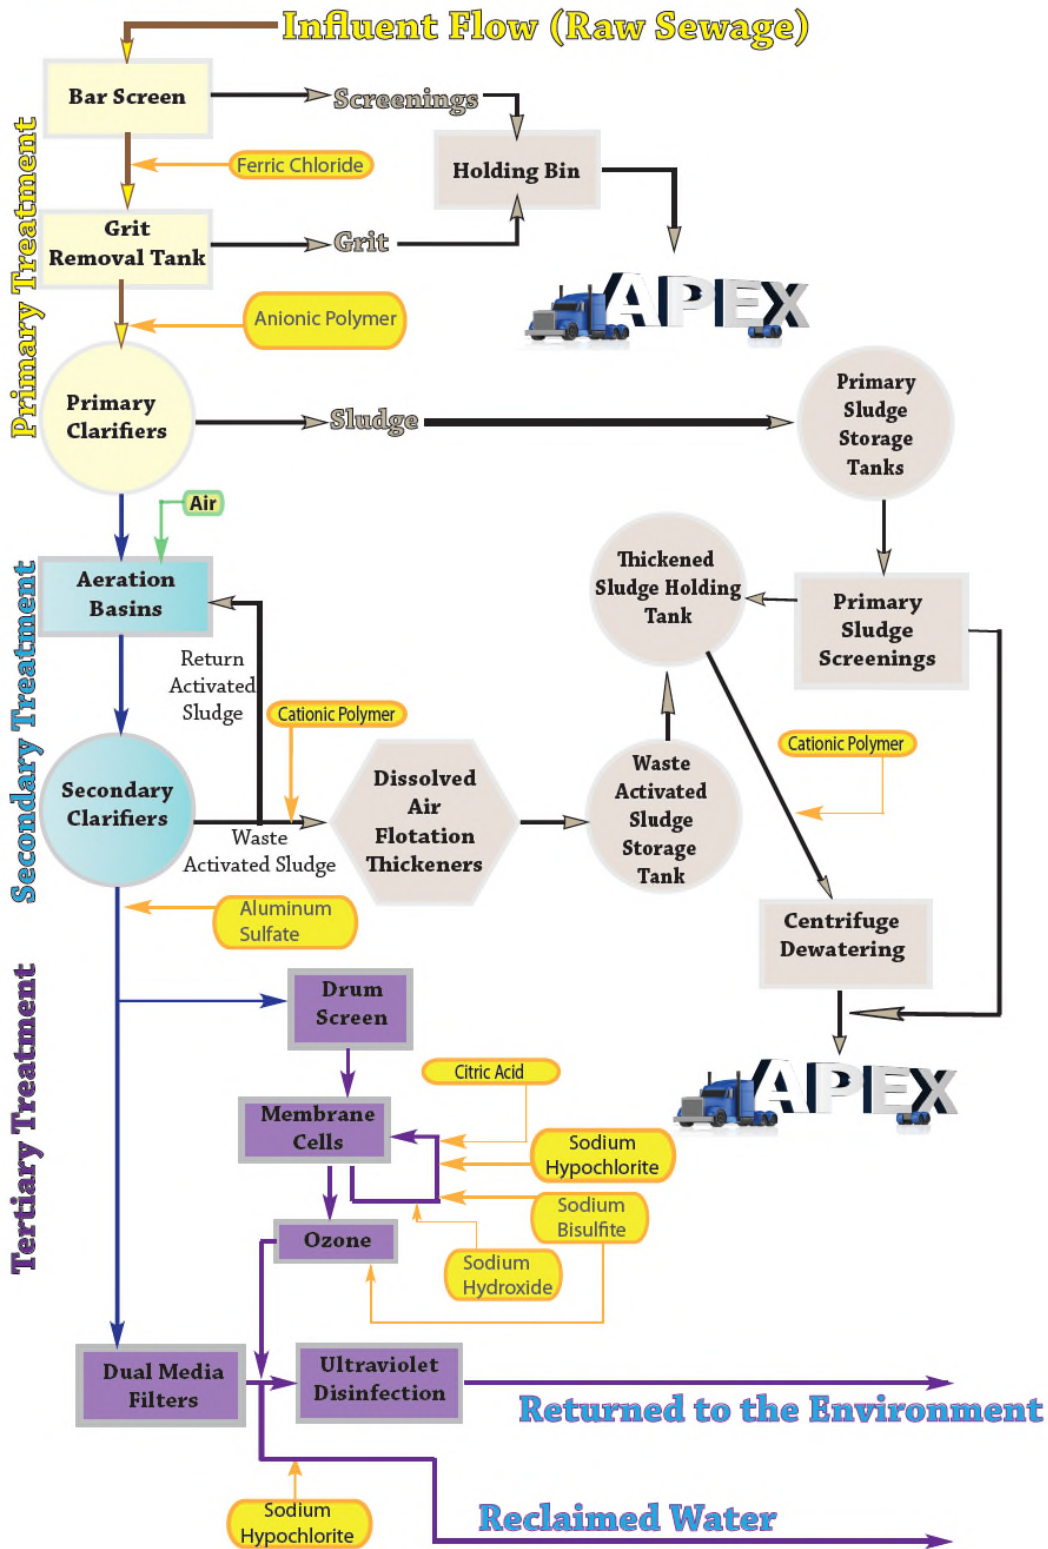 Influent Flow (Raw Sewage)
Primary Treatment
Bar Screen
Screenings
Ferric Chloride
Holding Bin
Grit
Removal Tank
Grit
APEX
Anionic Polymer
Primary
Clarifiers
Sludge
Primary
Sludge
Storage
Tanks
Air
Secondary Treatment
Aeration
Basins
Thickened
Sludge Holding
Tank
Primary
Sludge
Screenings
Return
Activated
Sludge
Cationic Polymer
Cationic Polymer
Secondary
Clarifiers
Waste
Activated Sludge
Dissolved
Air
Flotation
Thickeners
Waste
Activated
Sludge
Storage
Tank
Aluminum
Sulfate
Centrifuge
Dewatering
Tertiary Treatment
Drum
Screen
APEX
Citric Acid
Membrane
Cells
Sodium
Hypochlorite
Sodium
Bisulfite
Ozone
Sodium
Hydroxide
Dual Media
Filters
Ultraviolet
Disinfection
Returned to the Environment
Sodium
Hypochlorite
Reclaimed Water